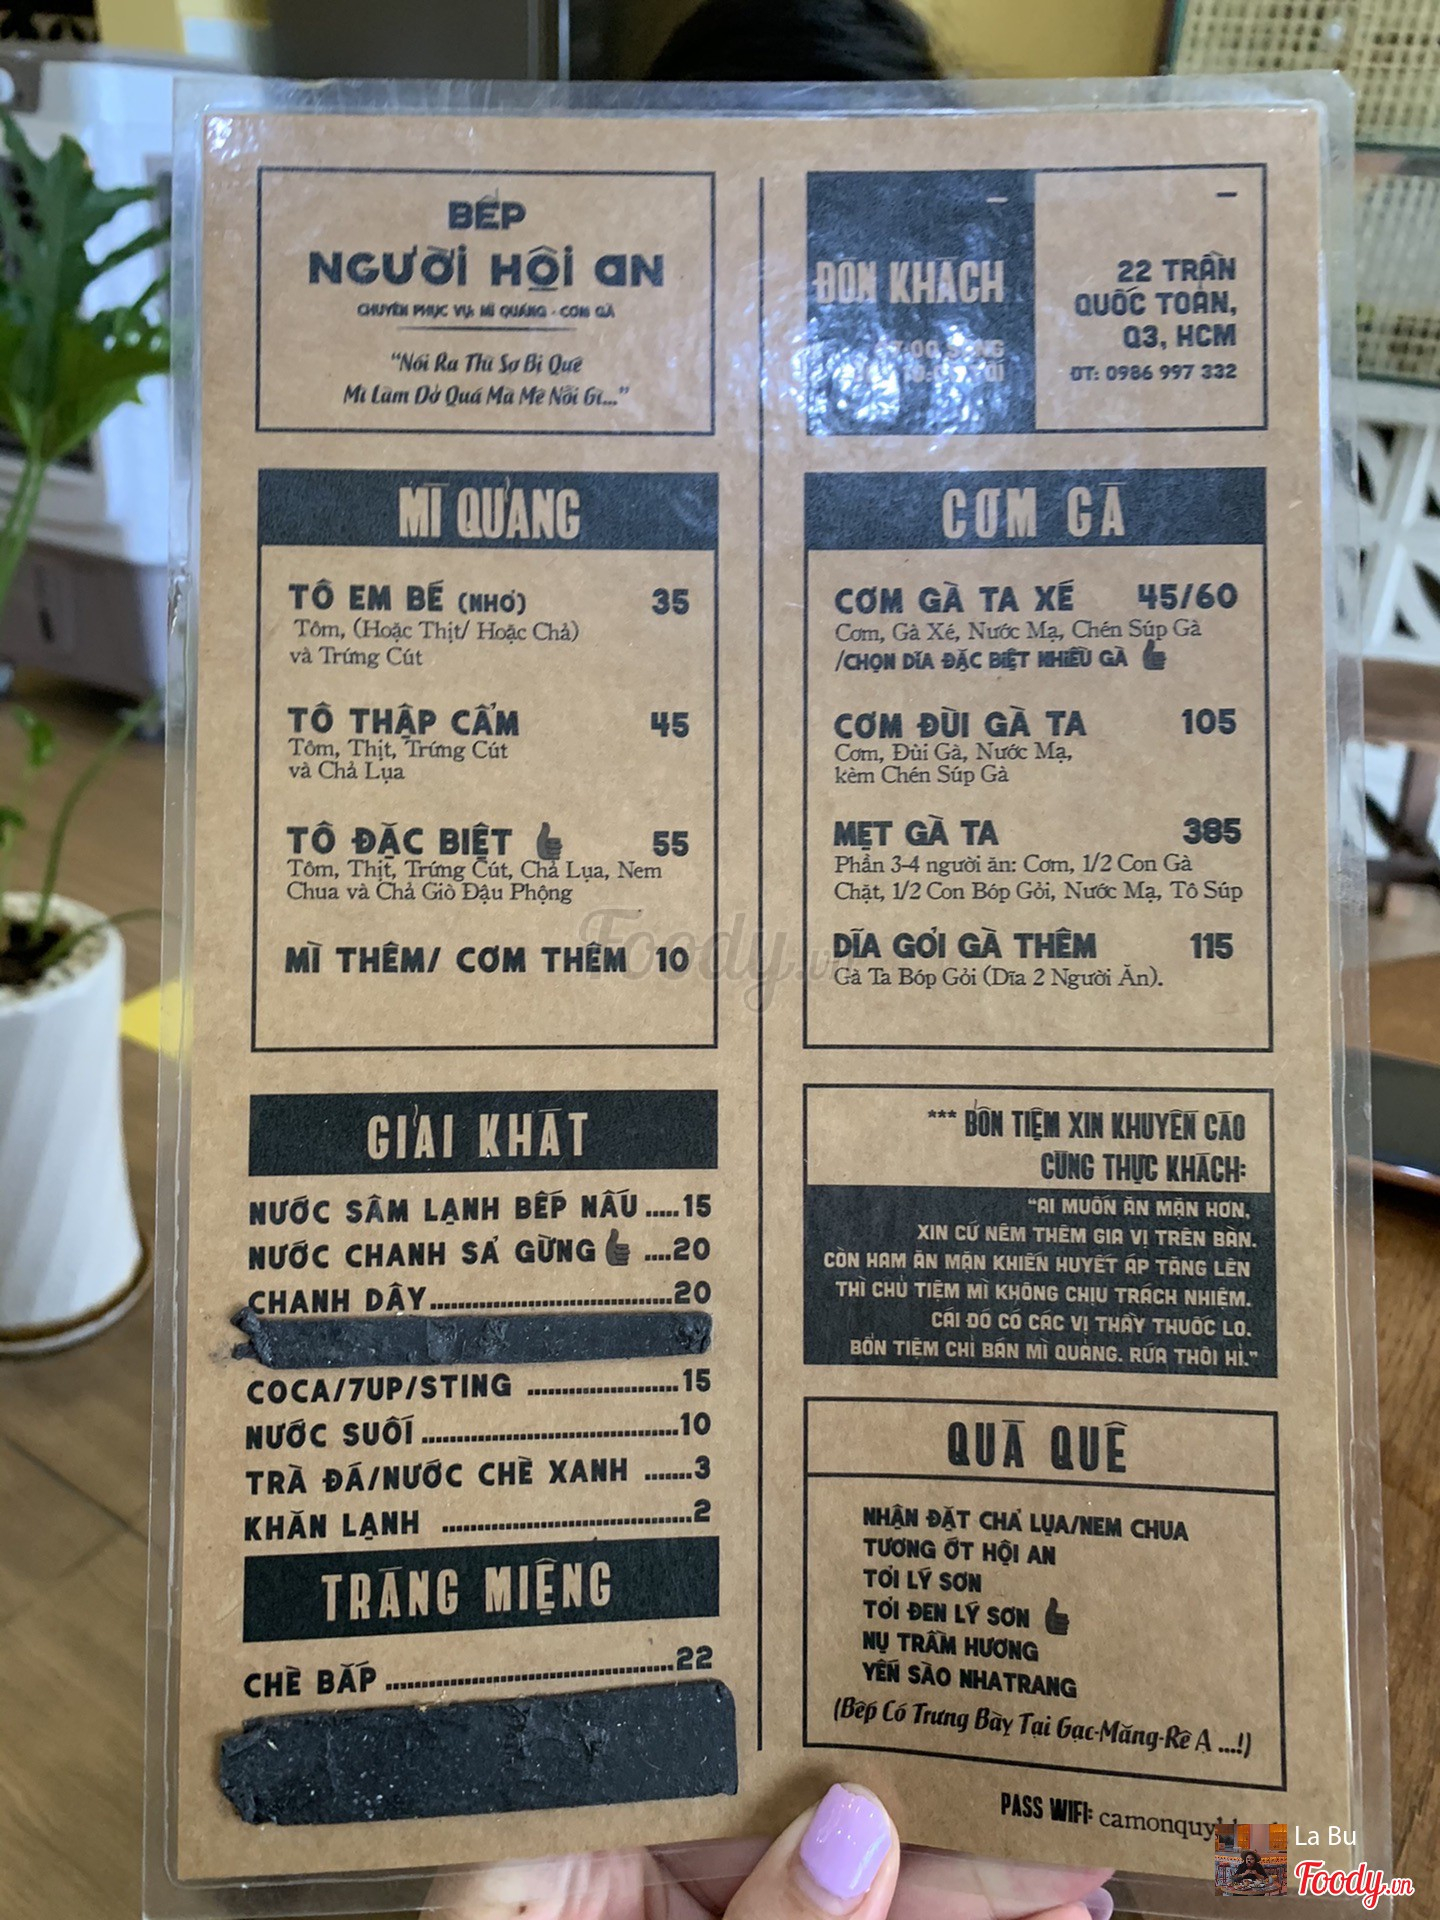 BẾP
NGƯỜI HỘI AN
CHUYÊN PHỤC VỤ: MÌ QUẢNG - CƠM GÀ
"Nói Ra Thì Sợ Bị Quê
Mì Làm Dở Quá Mà Mê Nỗi Gì..."
MÌ QUẢNG
TÔ EM BÉ (NHỎ) 35
Tôm, (Hoặc Thịt/ Hoặc Chả)
và Trứng Cút
TÔ THẬP CẨM 45
Tôm, Thịt, Trứng Cút
và Chả Lụa
TÔ ĐẶC BIỆT 55
Tôm, Thịt, Trứng Cút, Chả Lụa, Nem
Chua và Chả Giò Đậu Phộng
MÌ THÊM/ CƠM THÊM 10
GIẢI KHÁT
NƯỚC SÂM LẠNH BẾP NẤU .....15
NƯỚC CHANH SẢ GỪNG ....20
CHANH DÂY..............................20
COCA/7UP/STING ......................15
NƯỚC SUỐI ..............................10
TRÀ ĐÁ/NƯỚC CHÈ XANH .......3
KHĂN LẠNH ..............................2
TRÁNG MIỆNG
CHÈ BẮP ..............................22
ĐÓN KHÁCH
22 TRẦN
QUỐC TOẢN,
Q3, HCM
ĐT: 0986 997 332
CƠM GÀ
CƠM GÀ TA XÉ 45/60
Cơm, Gà Xé, Nước Mạ, Chén Súp Gà
/CHỌN DĨA ĐẶC BIỆT NHIỀU GÀ
CƠM ĐÙI GÀ TA 105
Cơm, Đùi Gà, Nước Mạ,
kèm Chén Súp Gà
MẸT GÀ TA 385
Phần 3-4 người ăn: Cơm, 1/2 Con Gà
Chặt, 1/2 Con Bóp Gỏi, Nước Mạ, Tô Súp
DĨA GỎI GÀ THÊM 115
Gà Ta Bóp Gỏi (Dĩa 2 Người Ăn).
*** BỔN TIỆM XIN KHUYẾN CÁO
CÙNG THỰC KHÁCH:
"AI MUỐN ĂN MẶN HƠN,
XIN CỨ NÊM THÊM GIA VỊ TRÊN BÀN.
CÒN HAM ĂN MẶN KHIẾN HUYẾT ÁP TĂNG LÊN
THÌ CHỦ TIỆM MÌ KHÔNG CHỊU TRÁCH NHIỆM.
CÁI ĐÓ CÓ CÁC VỊ THẦY THUỐC LO.
BỔN TIỆM CHỈ BÁN MÌ QUẢNG. RỨA THÔI HỈ."
QUÀ QUÊ
NHẬN ĐẶT CHẢ LỤA/NEM CHUA
TƯƠNG ỚT HỘI AN
TỎI LÝ SƠN
TỎI ĐEN LÝ SƠN
NỤ TRẦM HƯƠNG
YẾN SÀO NHATRANG
(Bếp Có Trưng Bày Tại Gạc-Măng-Rê Ạ ...!)
PASS WIFI:
Foody.vn
La Bu
Foody.vn